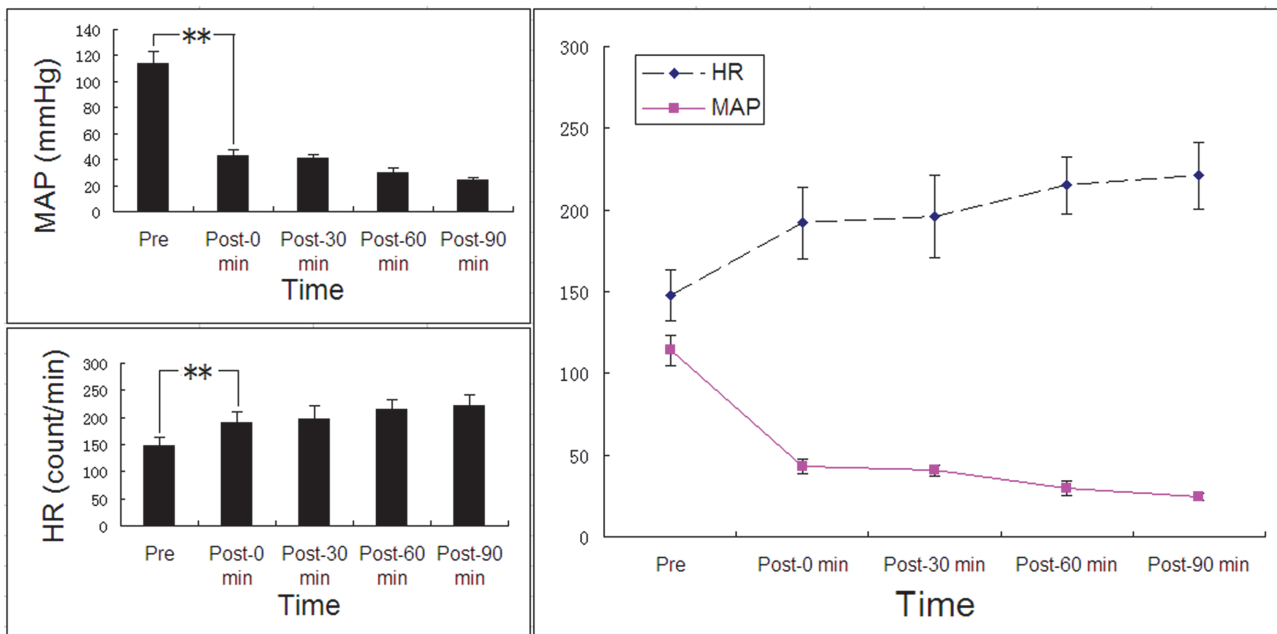 MAP (mmHg)
140
120
100
80
60
40
20
0
**
Pre
Post-0 min
Post-30 min
Post-60 min
Post-90 min
Time
HR (count/min)
300
250
200
150
100
50
0
**
Pre
Post-0 min
Post-30 min
Post-60 min
Post-90 min
Time
300
250
200
150
100
50
0
HR
MAP
Pre
Post-0 min
Post-30 min
Post-60 min
Post-90 min
Time